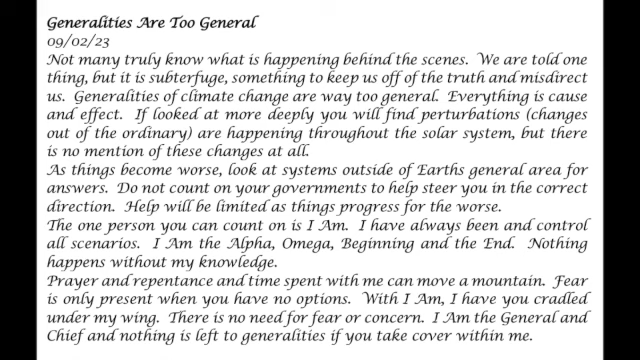 Generalities Are Too General
09/02/23
Not many truly know what is happening behind the scenes. We are told one
thing, but it is subterfuge, something to keep us off of the truth and misdirect
us. Generalities of climate change are way too general. Everything is cause
and effect. If looked at more deeply you will find perturbations (changes
out of the ordinary) are happening throughout the solar system, but there
is no mention of these changes at all.
As things become worse, look at systems outside of Earths general area for
answers. Do not count on your governments to help steer you in the correct
direction. Help will be limited as things progress for the worse.
The one person you can count on is I Am. I have always been and control
all scenarios. I Am the Alpha, Omega, Beginning and the End. Nothing
happens without my knowledge.
Prayer and repentance and time spent with me can move a mountain. Fear
is only present when you have no options. With I Am, I have you cradled
under my wing. There is no need for fear or concern. I Am the General and
Chief and nothing is left to generalities if you take cover within me.